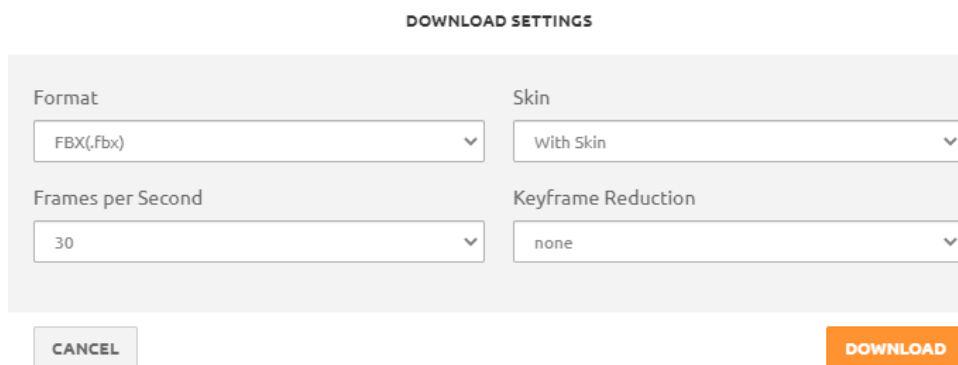 DOWNLOAD SETTINGS
Format
Skin
FBX(.fbx)
With Skin
Frames per Second
Keyframe Reduction
30
none
CANCEL
DOWNLOAD